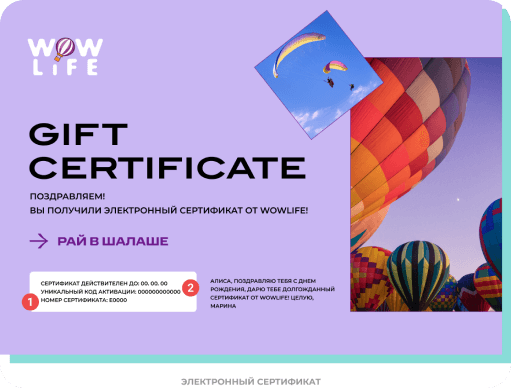 WOW
LIFE
GIFT
CERTIFICATE
ПОЗДРАВЛЯЕМ!
ВЫ ПОЛУЧИЛИ ЭЛЕКТРОННЫЙ СЕРТИФИКАТ ОТ WOWLIFE!
РАЙ В ШАЛАШЕ
СЕРТИФИКАТ ДЕЙСТВИТЕЛЕН ДО: 00. 00. 00
УНИКАЛЬНЫЙ КОД АКТИВАЦИИ: 000000000000
НОМЕР СЕРТИФИКАТА: E0000
1
2
АЛИСА, ПОЗДРАВЛЯЮ ТЕБЯ С ДНЕМ
РОЖДЕНИЯ, ДАРЮ ТЕБЕ ДОЛГОЖДАННЫЙ
СЕРТИФИКАТ ОТ WOWLIFE! ЦЕЛУЮ,
МАРИНА
ЭЛЕКТРОННЫЙ СЕРТИФИКАТ